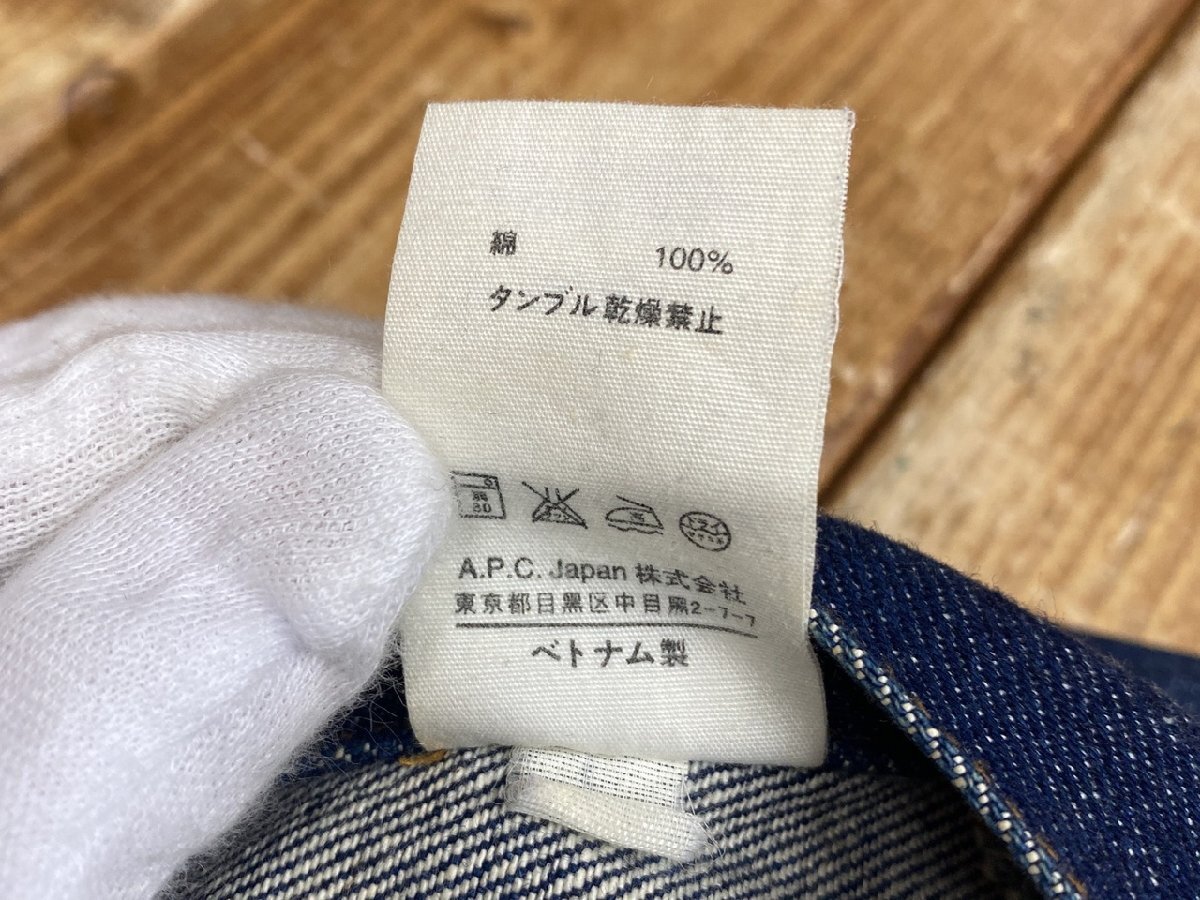 綿 100%
タンブル乾燥禁止
A.P.C. Japan 株式会社
東京都目黒区中目黒2-7-7
ベトナム製